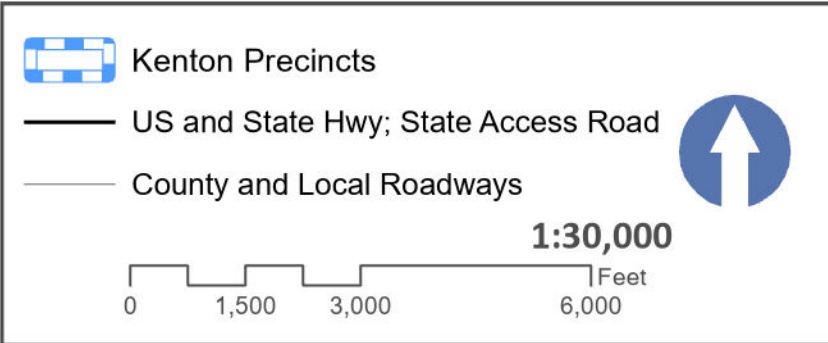 Kenton Precincts
US and State Hwy; State Access Road
County and Local Roadways
1:30,000
Feet
0 1,500 3,000 6,000